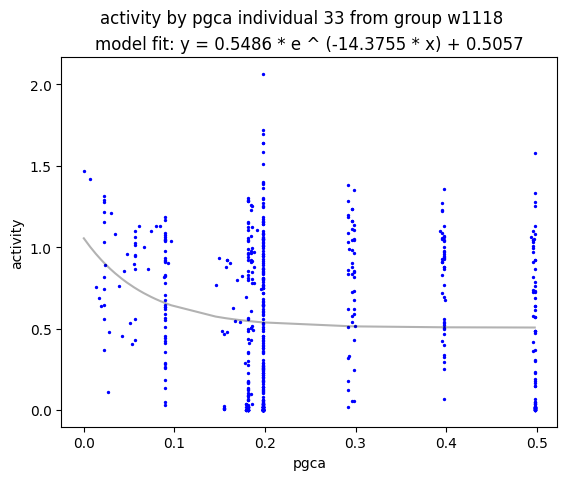 activity by pgca individual 33 from group w1118
model fit: y = 0.5486 * e ^ (-14.3755 * x) + 0.5057
2.0
1.5
1.0
0.5
0.0
activity
0.0 0.1 0.2 0.3 0.4 0.5
pgca